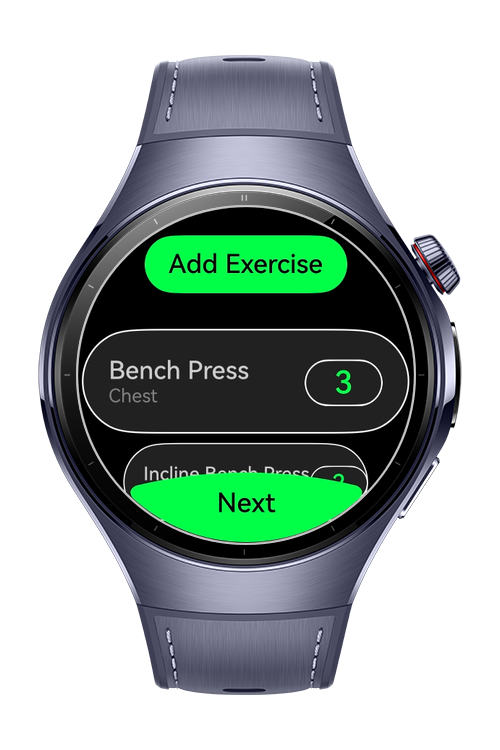 Add Exercise
Bench Press
3
Chest
Incline Bench Press
Next